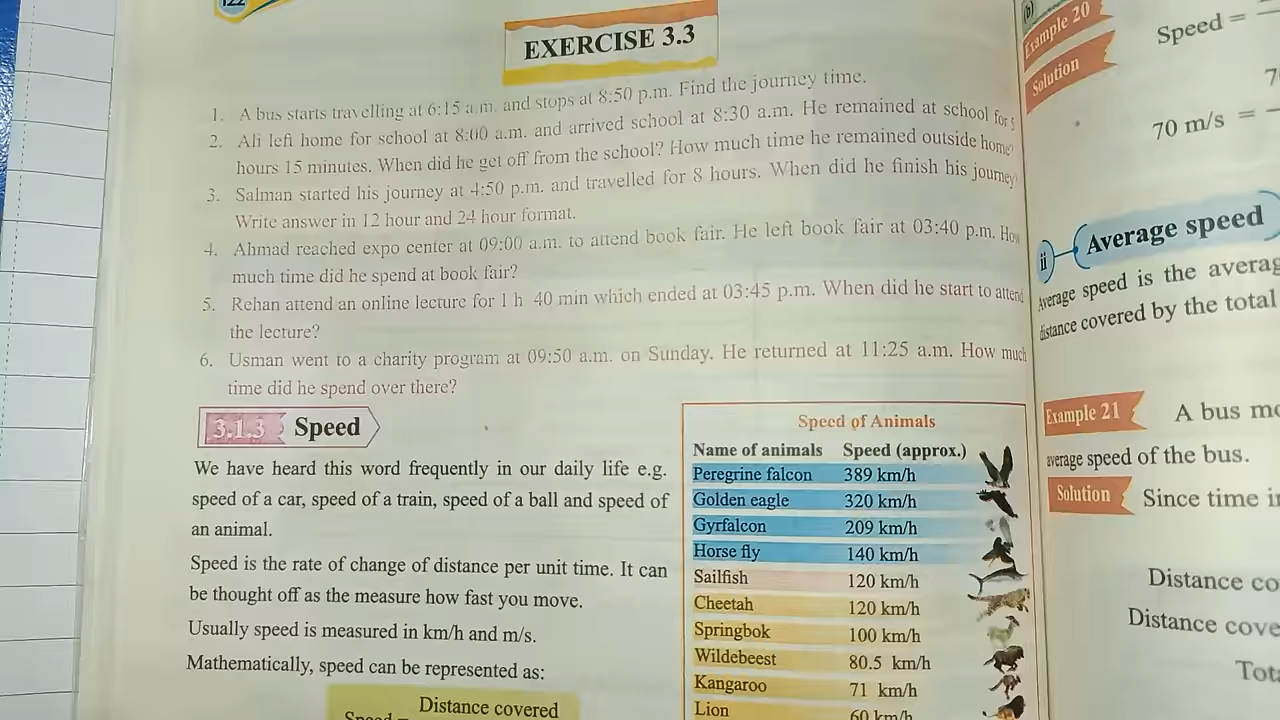 122
EXERCISE 3.3
1. A bus starts travelling at 6:15 a.m. and stops at 8:50 p.m. Find the journey time.
2. Ali left home for school at 8:00 a.m. and arrived school at 8:30 a.m. He remained at school for 5
hours 15 minutes. When did he get off from the school? How much time he remained outside home?
3. Salman started his journey at 4:50 p.m. and travelled for 8 hours. When did he finish his journey
Write answer in 12 hour and 24 hour format.
4. Ahmad reached expo center at 09:00 a.m. to attend book fair. He left book fair at 03:40 p.m. How
much time did he spend at book fair?
5. Rehan attend an online lecture for 1 h 40 min which ended at 03:45 p.m. When did he start to attend
the lecture?
6. Usman went to a charity program at 09:50 a.m. on Sunday. He returned at 11:25 a.m. How much
time did he spend over there?
3.1.3 Speed
We have heard this word frequently in our daily life e.g.
speed of a car, speed of a train, speed of a ball and speed of
an animal.
Speed is the rate of change of distance per unit time. It can
be thought off as the measure how fast you move.
Usually speed is measured in km/h and m/s.
Mathematically, speed can be represented as:
Distance covered
Speed =
Speed of Animals
Name of animals Speed (approx.)
Peregrine falcon 389 km/h
Golden eagle 320 km/h
Gyrfalcon 209 km/h
Horse fly 140 km/h
Sailfish 120 km/h
Cheetah 120 km/h
Springbok 100 km/h
Wildebeest 80.5 km/h
Kangaroo 71 km/h
Lion 60 km/h
(b)
Example 20
Speed =
Solution
70 m/s =
ii Average speed
Average speed is the averag
distance covered by the total
Example 21 A bus mo
average speed of the bus.
Solution Since time i
Distance co
Distance cove
Tota